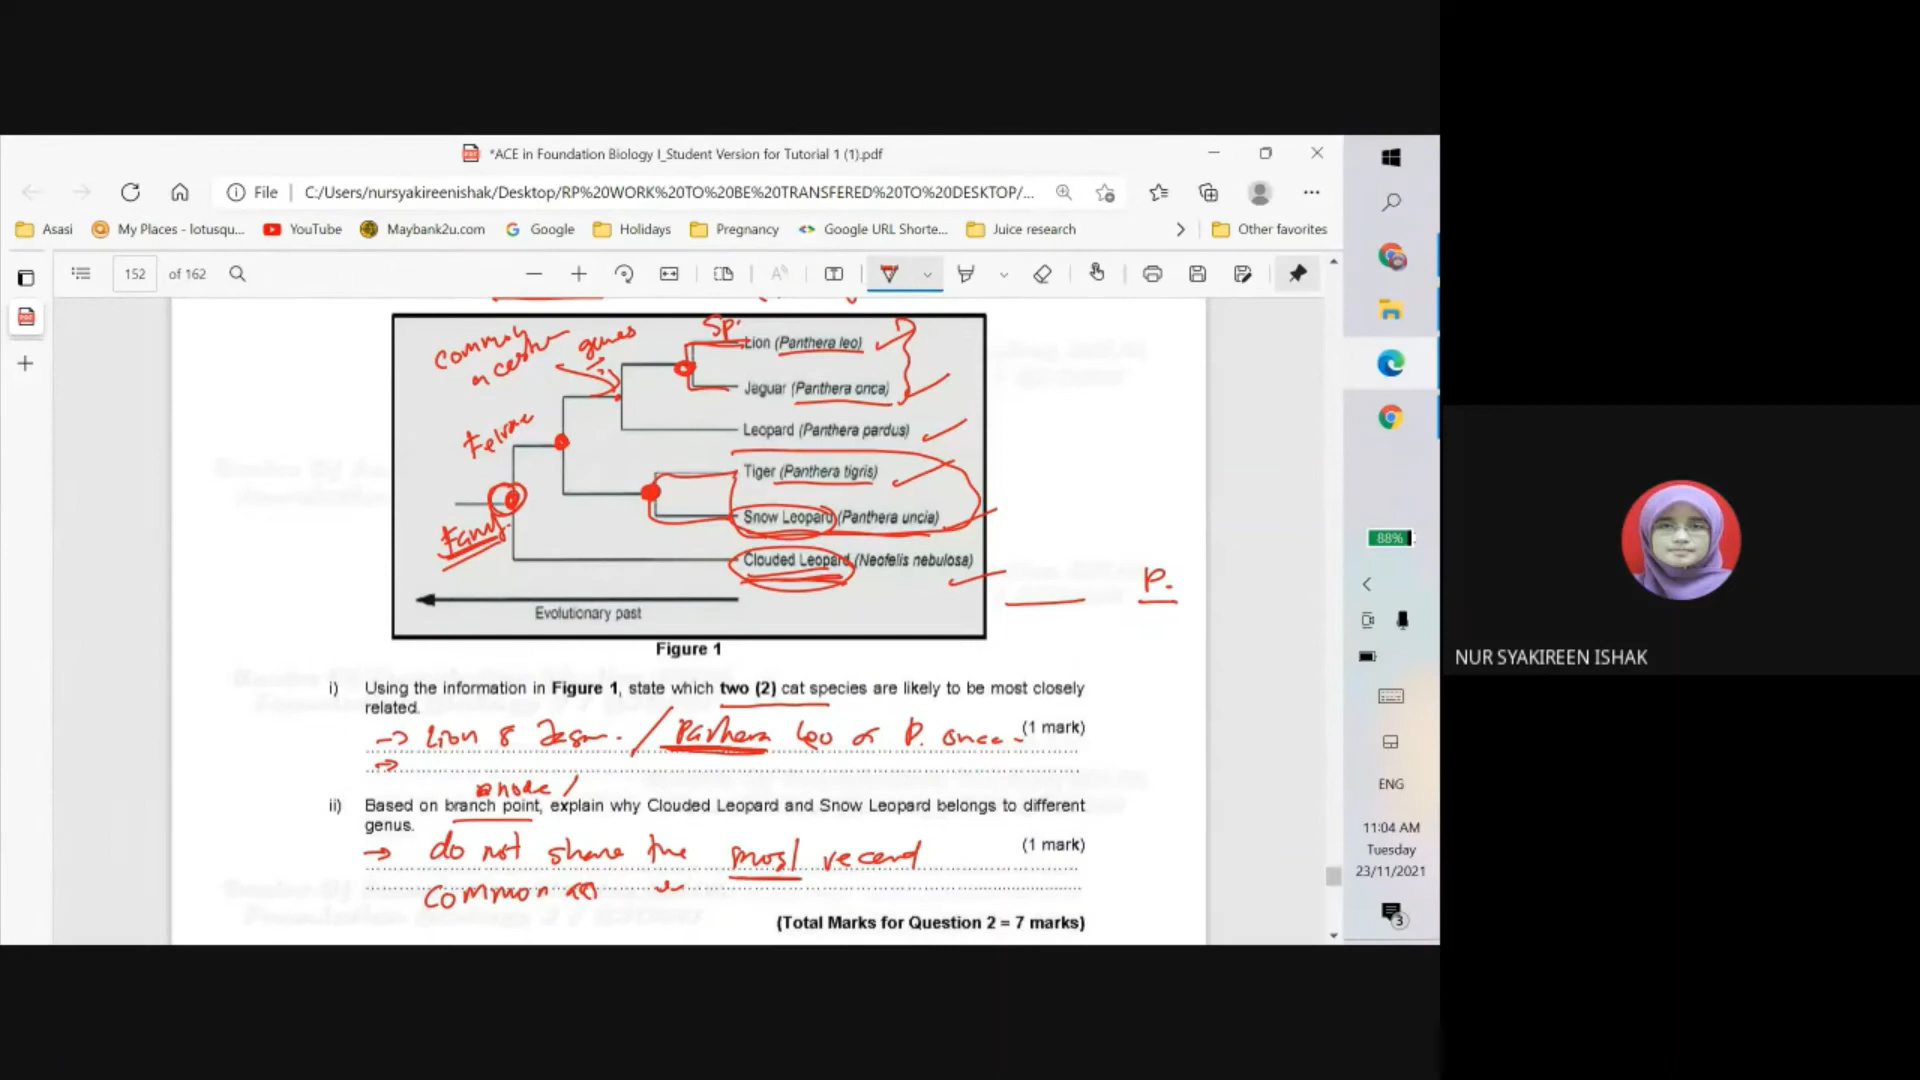 *ACE in Foundation Biology I_Student Version for Tutorial 1 (1).pdf
File C:/Users/nursyakireenishak/Desktop/RP%20WORK%20TO%20BE%20TRANSFERED%20TO%20DESKTOP/...
Asasi My Places - lotusqu... YouTube Maybank2u.com Google Holidays Pregnancy Google URL Shorte... Juice research Other favorites
152 of 162
common genes Sp.
Lion (Panthera leo)
Jaguar (Panthera onca)
Leopard (Panthera pardus)
Tiger (Panthera tigris)
Snow Leopard (Panthera uncia)
Clouded Leopard (Neofelis nebulosa)
P.
Evolutionary past
Figure 1
i) Using the information in Figure 1, state which two (2) cat species are likely to be most closely
related.
(1 mark)
→ Lion & / Panthera leo P. onca.
node /
ii) Based on branch point, explain why Clouded Leopard and Snow Leopard belongs to different
genus.
(1 mark)
→ do not share the most
common
(Total Marks for Question 2 = 7 marks)
88%
ENG
11:04 AM
Tuesday
23/11/2021
3
NUR SYAKIREEN ISHAK